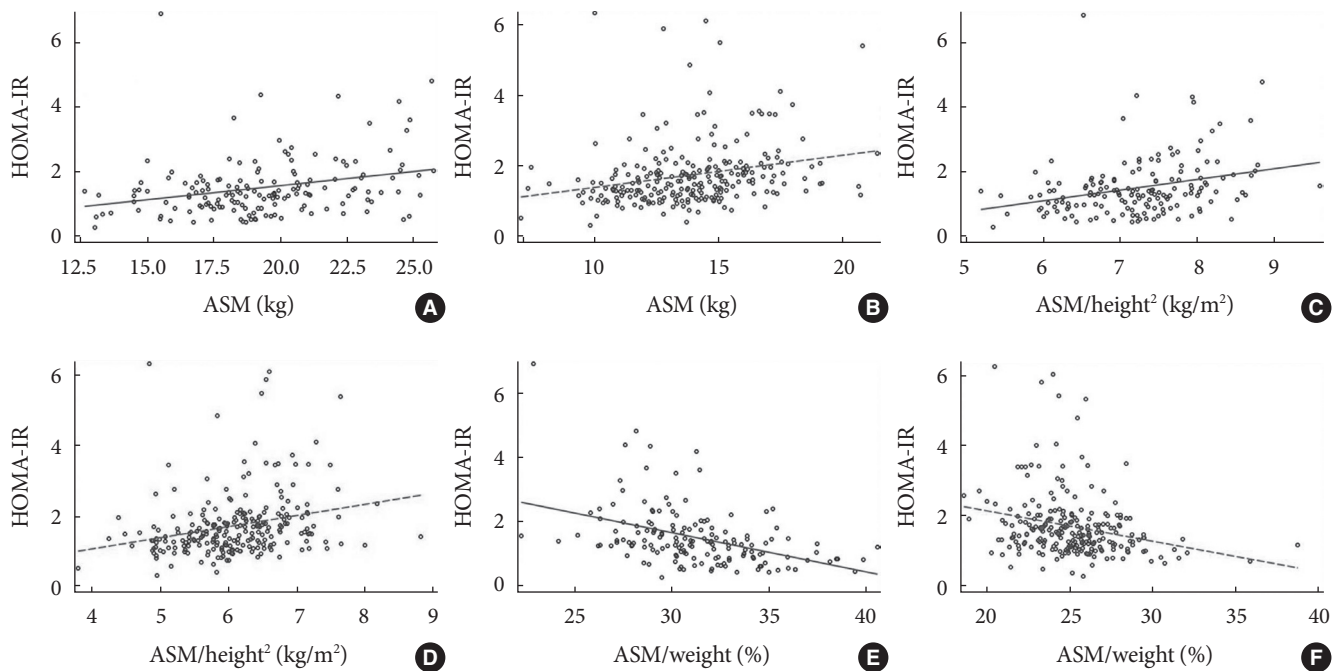 6
4
2
0
HOMA-IR
12.5 15.0 17.5 20.0 22.5 25.0
ASM (kg)
A
6
4
2
0
HOMA-IR
10 15 20
ASM (kg)
B
6
4
2
0
HOMA-IR
5 6 7 8 9
ASM/height² (kg/m²)
C
6
4
2
0
HOMA-IR
4 5 6 7 8 9
ASM/height² (kg/m²)
D
6
4
2
0
HOMA-IR
25 30 35 40
ASM/weight (%)
E
6
4
2
0
HOMA-IR
20 25 30 35 40
ASM/weight (%)
F